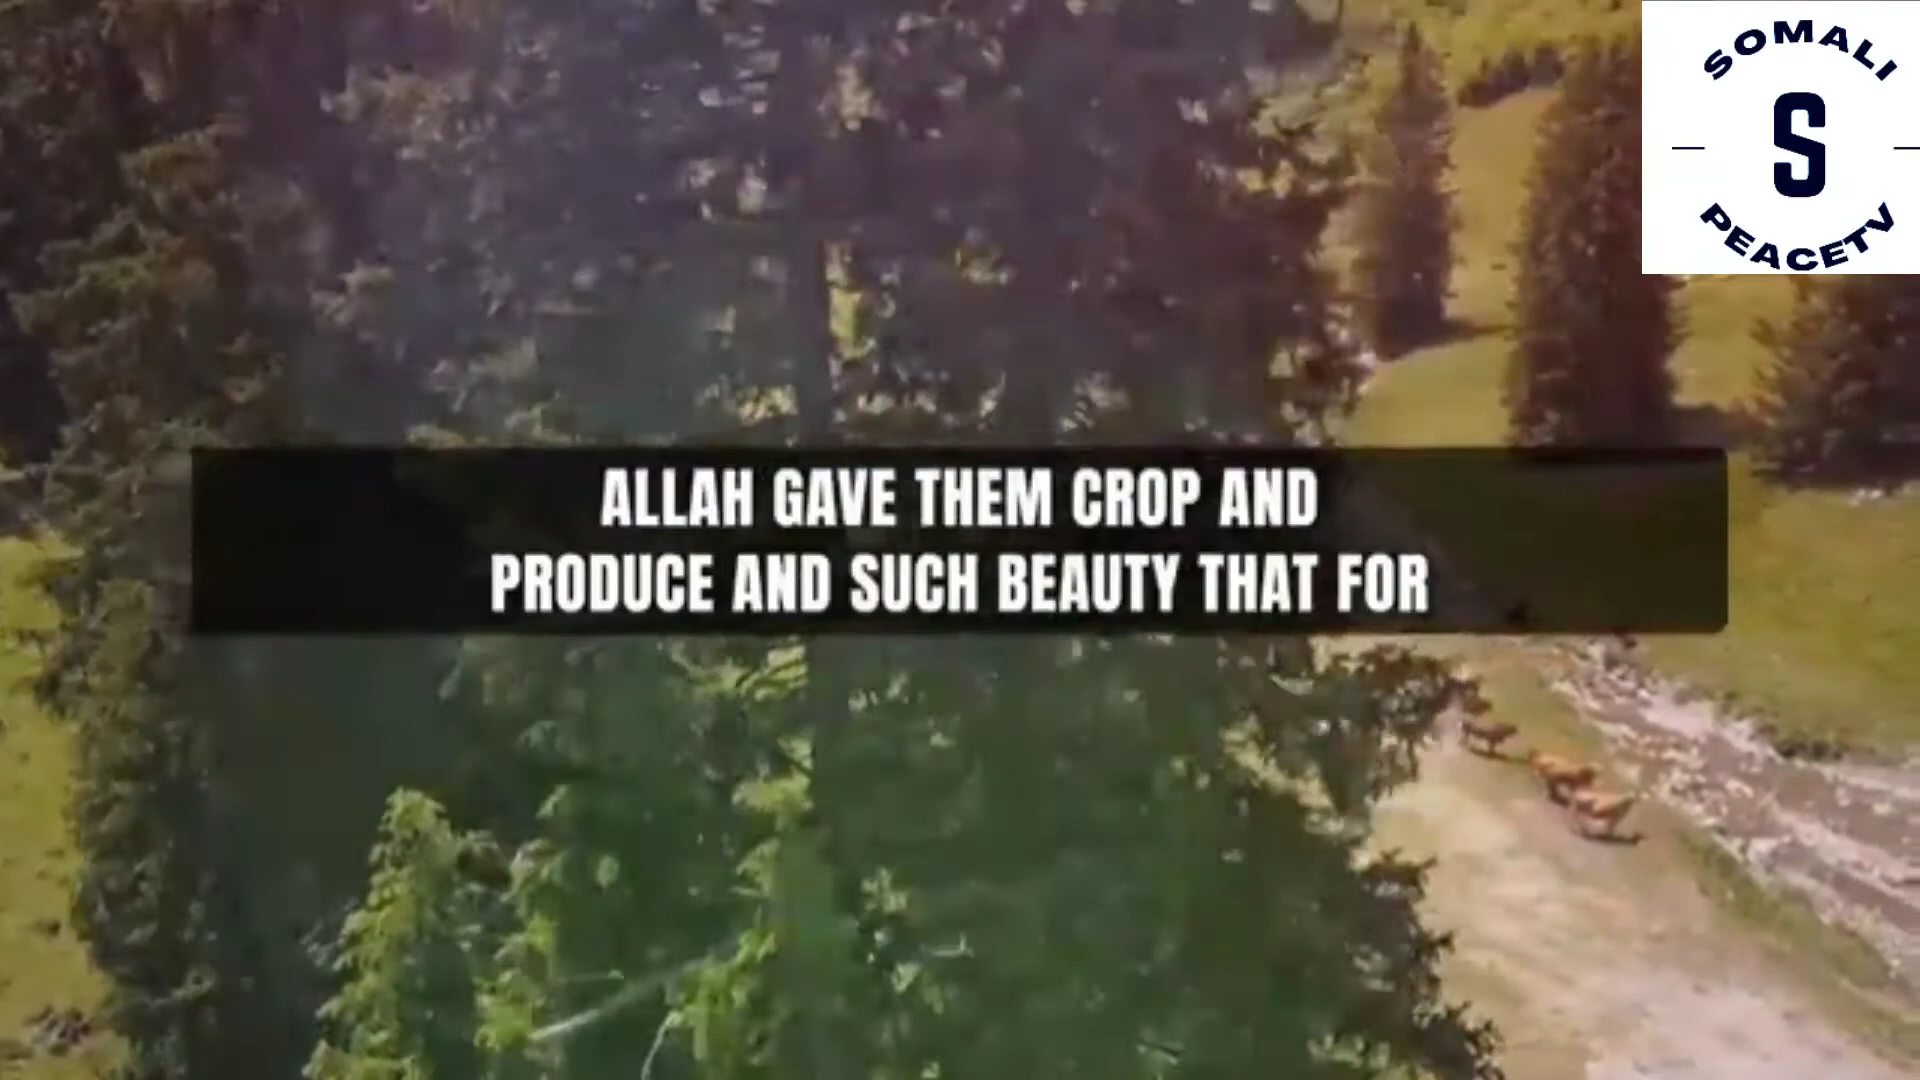 SOMALI
S
PEACETV
ALLAH GAVE THEM CROP AND
PRODUCE AND SUCH BEAUTY THAT FOR